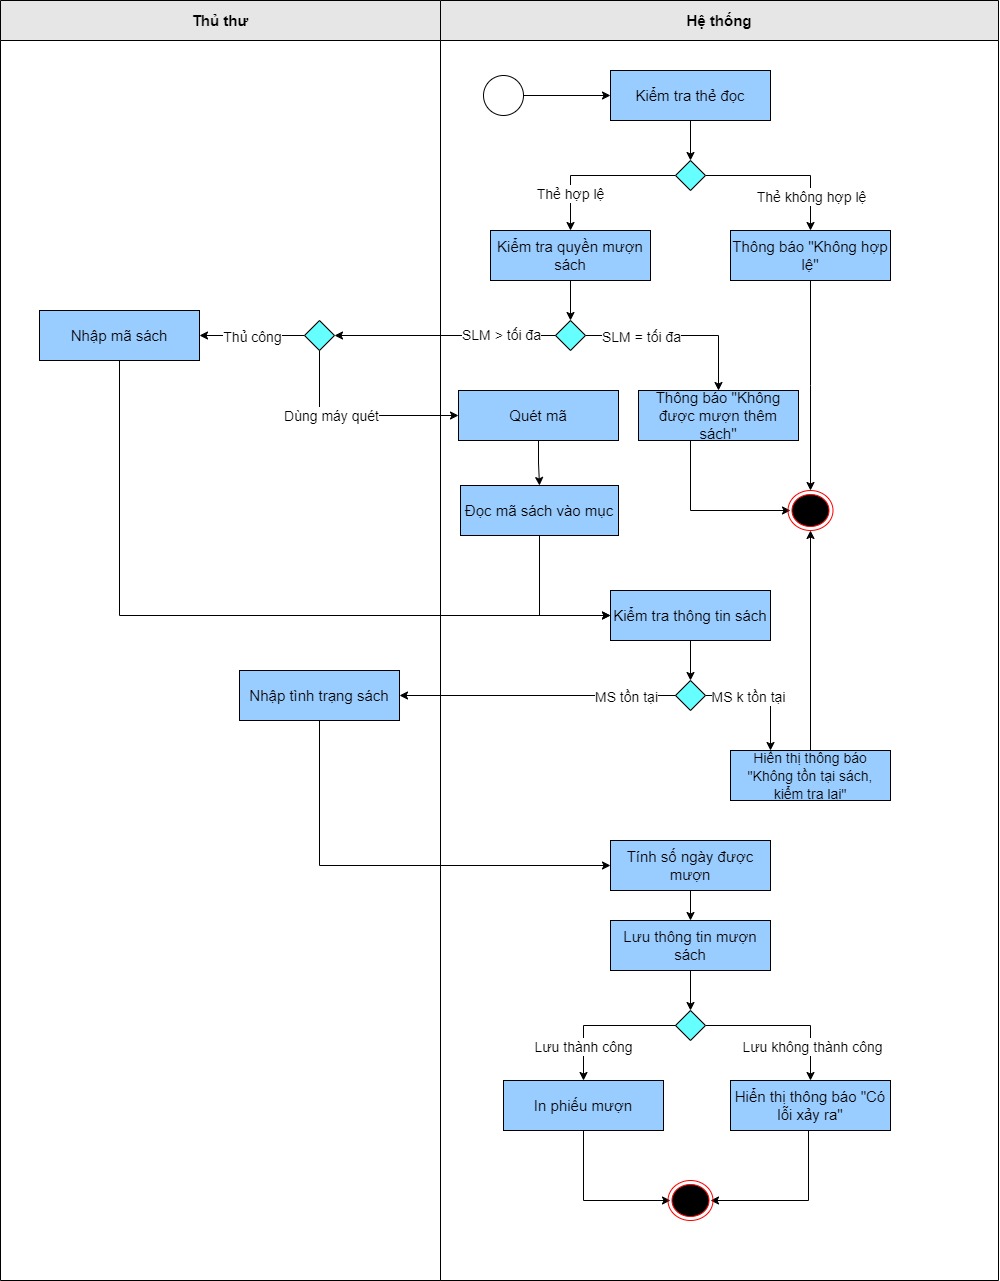 Thủ thư
Hệ thống
Kiểm tra thẻ đọc
Thẻ hợp lệ
Thẻ không hợp lệ
Kiểm tra quyền mượn
sách
Thông báo "Không hợp
lệ"
Nhập mã sách
Thủ công
SLM > tối đa
SLM = tối đa
Dùng máy quét
Quét mã
Thông báo "Không
được mượn thêm
sách"
Đọc mã sách vào mục
Kiểm tra thông tin sách
Nhập tình trạng sách
MS tồn tại
MS k tồn tại
Hiển thị thông báo
"Không tồn tại sách,
kiểm tra lại"
Tính số ngày được
mượn
Lưu thông tin mượn
sách
Lưu thành công
Lưu không thành công
In phiếu mượn
Hiển thị thông báo "Có
lỗi xảy ra"